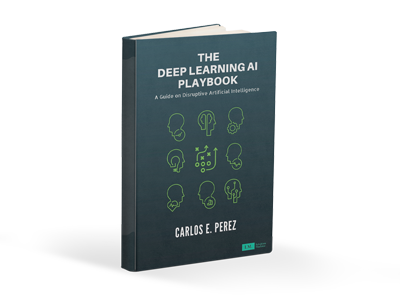 THE
DEEP LEARNING AI
PLAYBOOK
A Guide on Disruptive Artificial Intelligence
CARLOS E. PEREZ